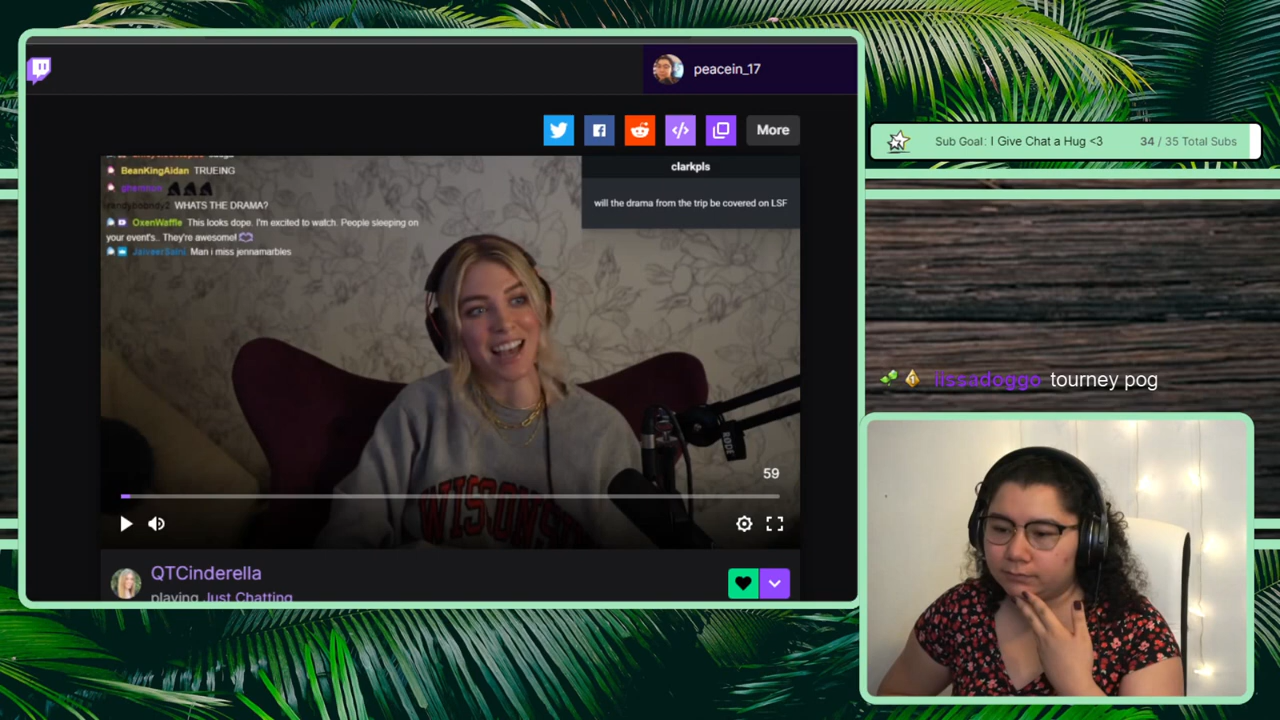 peacein_17
More
BeanKingAidan TRUEING
WHATS THE DRAMA?
OxenWaffle This looks dope. I'm excited to watch. People sleeping on
your event's.. They're awesome!
JaiveerSaini Man i miss jennamarbles
clarkpls
will the drama from the trip be covered on LSF
RODE
59
QTCinderella
playing Just Chatting
Sub Goal: I Give Chat a Hug <3 34 / 35 Total Subs
lissadoggo tourney pog